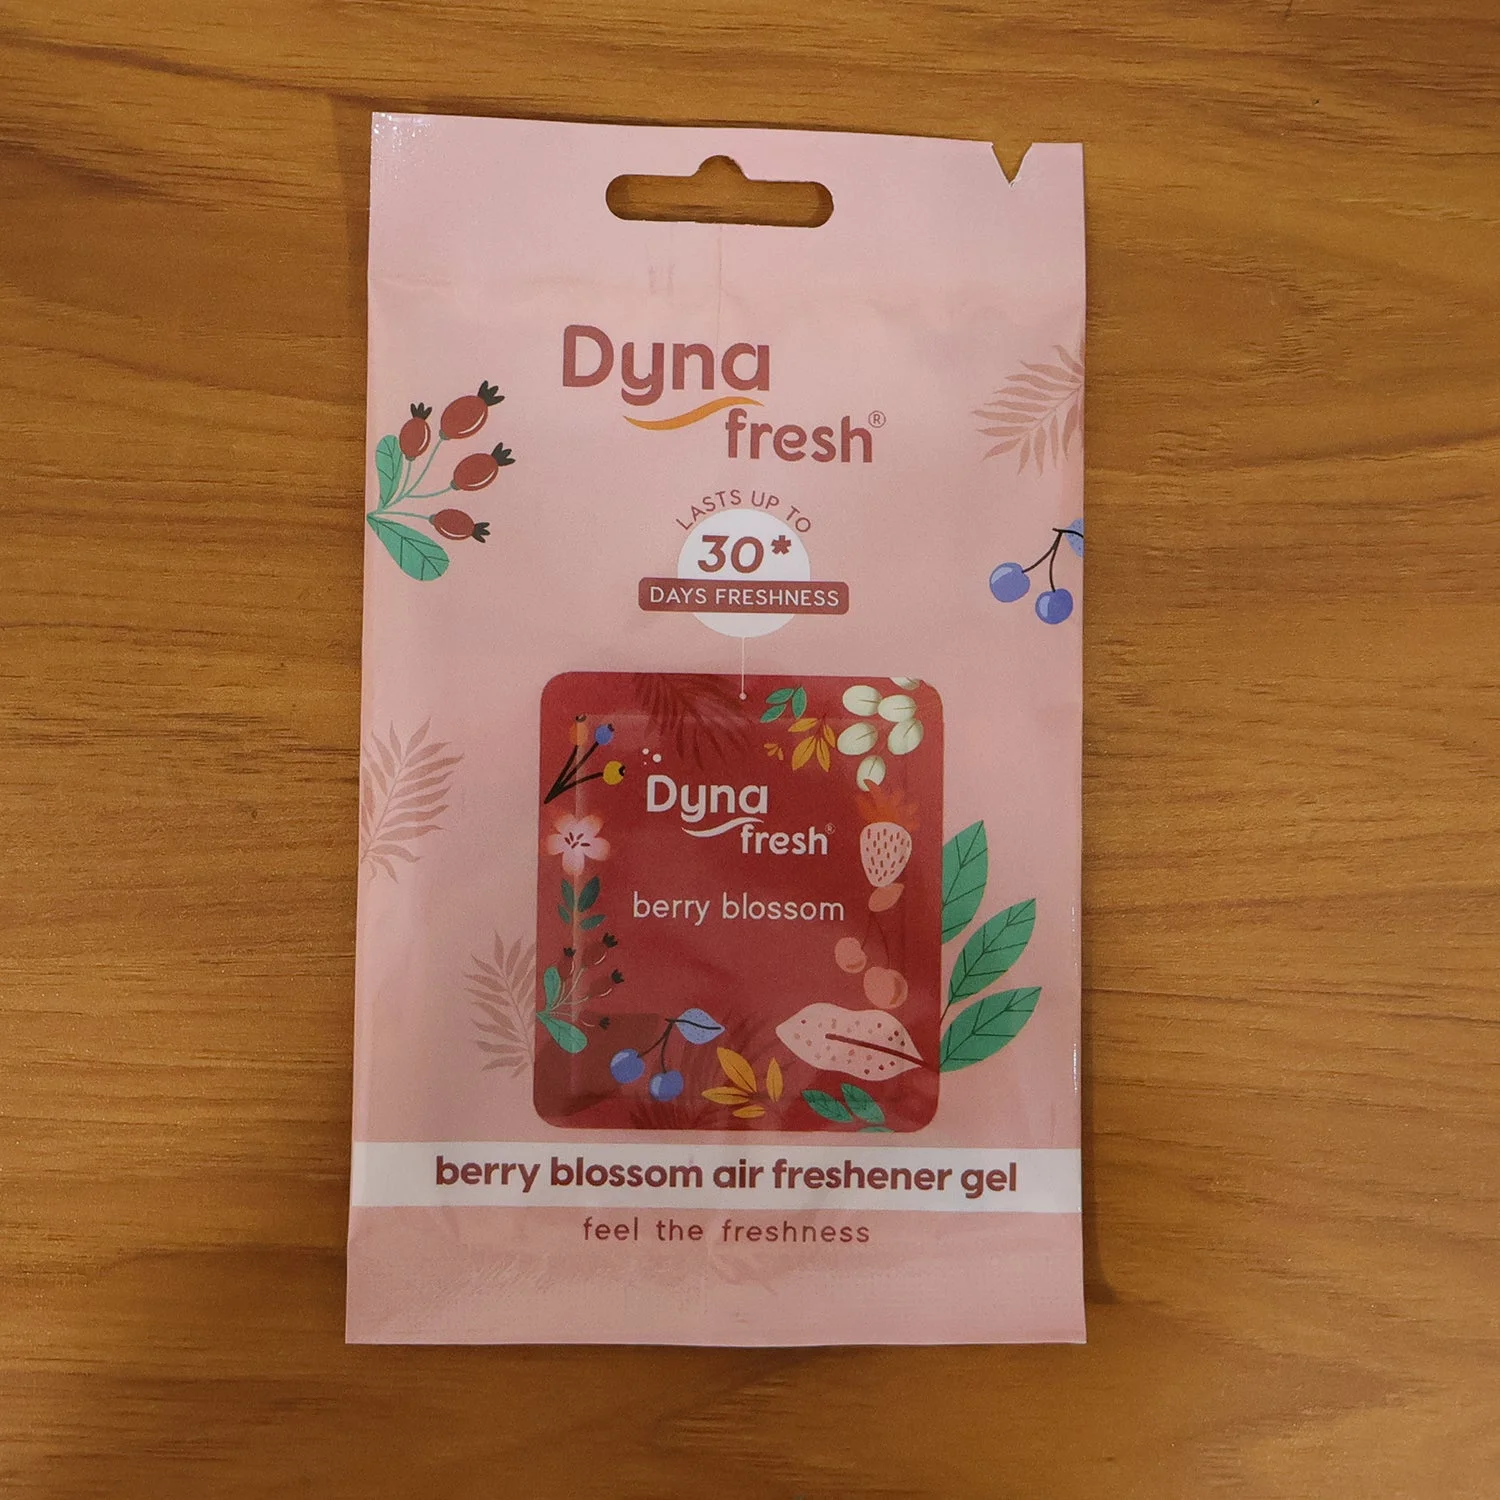 Dyna
fresh®
LASTS UP TO
30*
DAYS FRESHNESS
Dyna
fresh®
berry blossom
berry blossom air freshener gel
feel the freshness